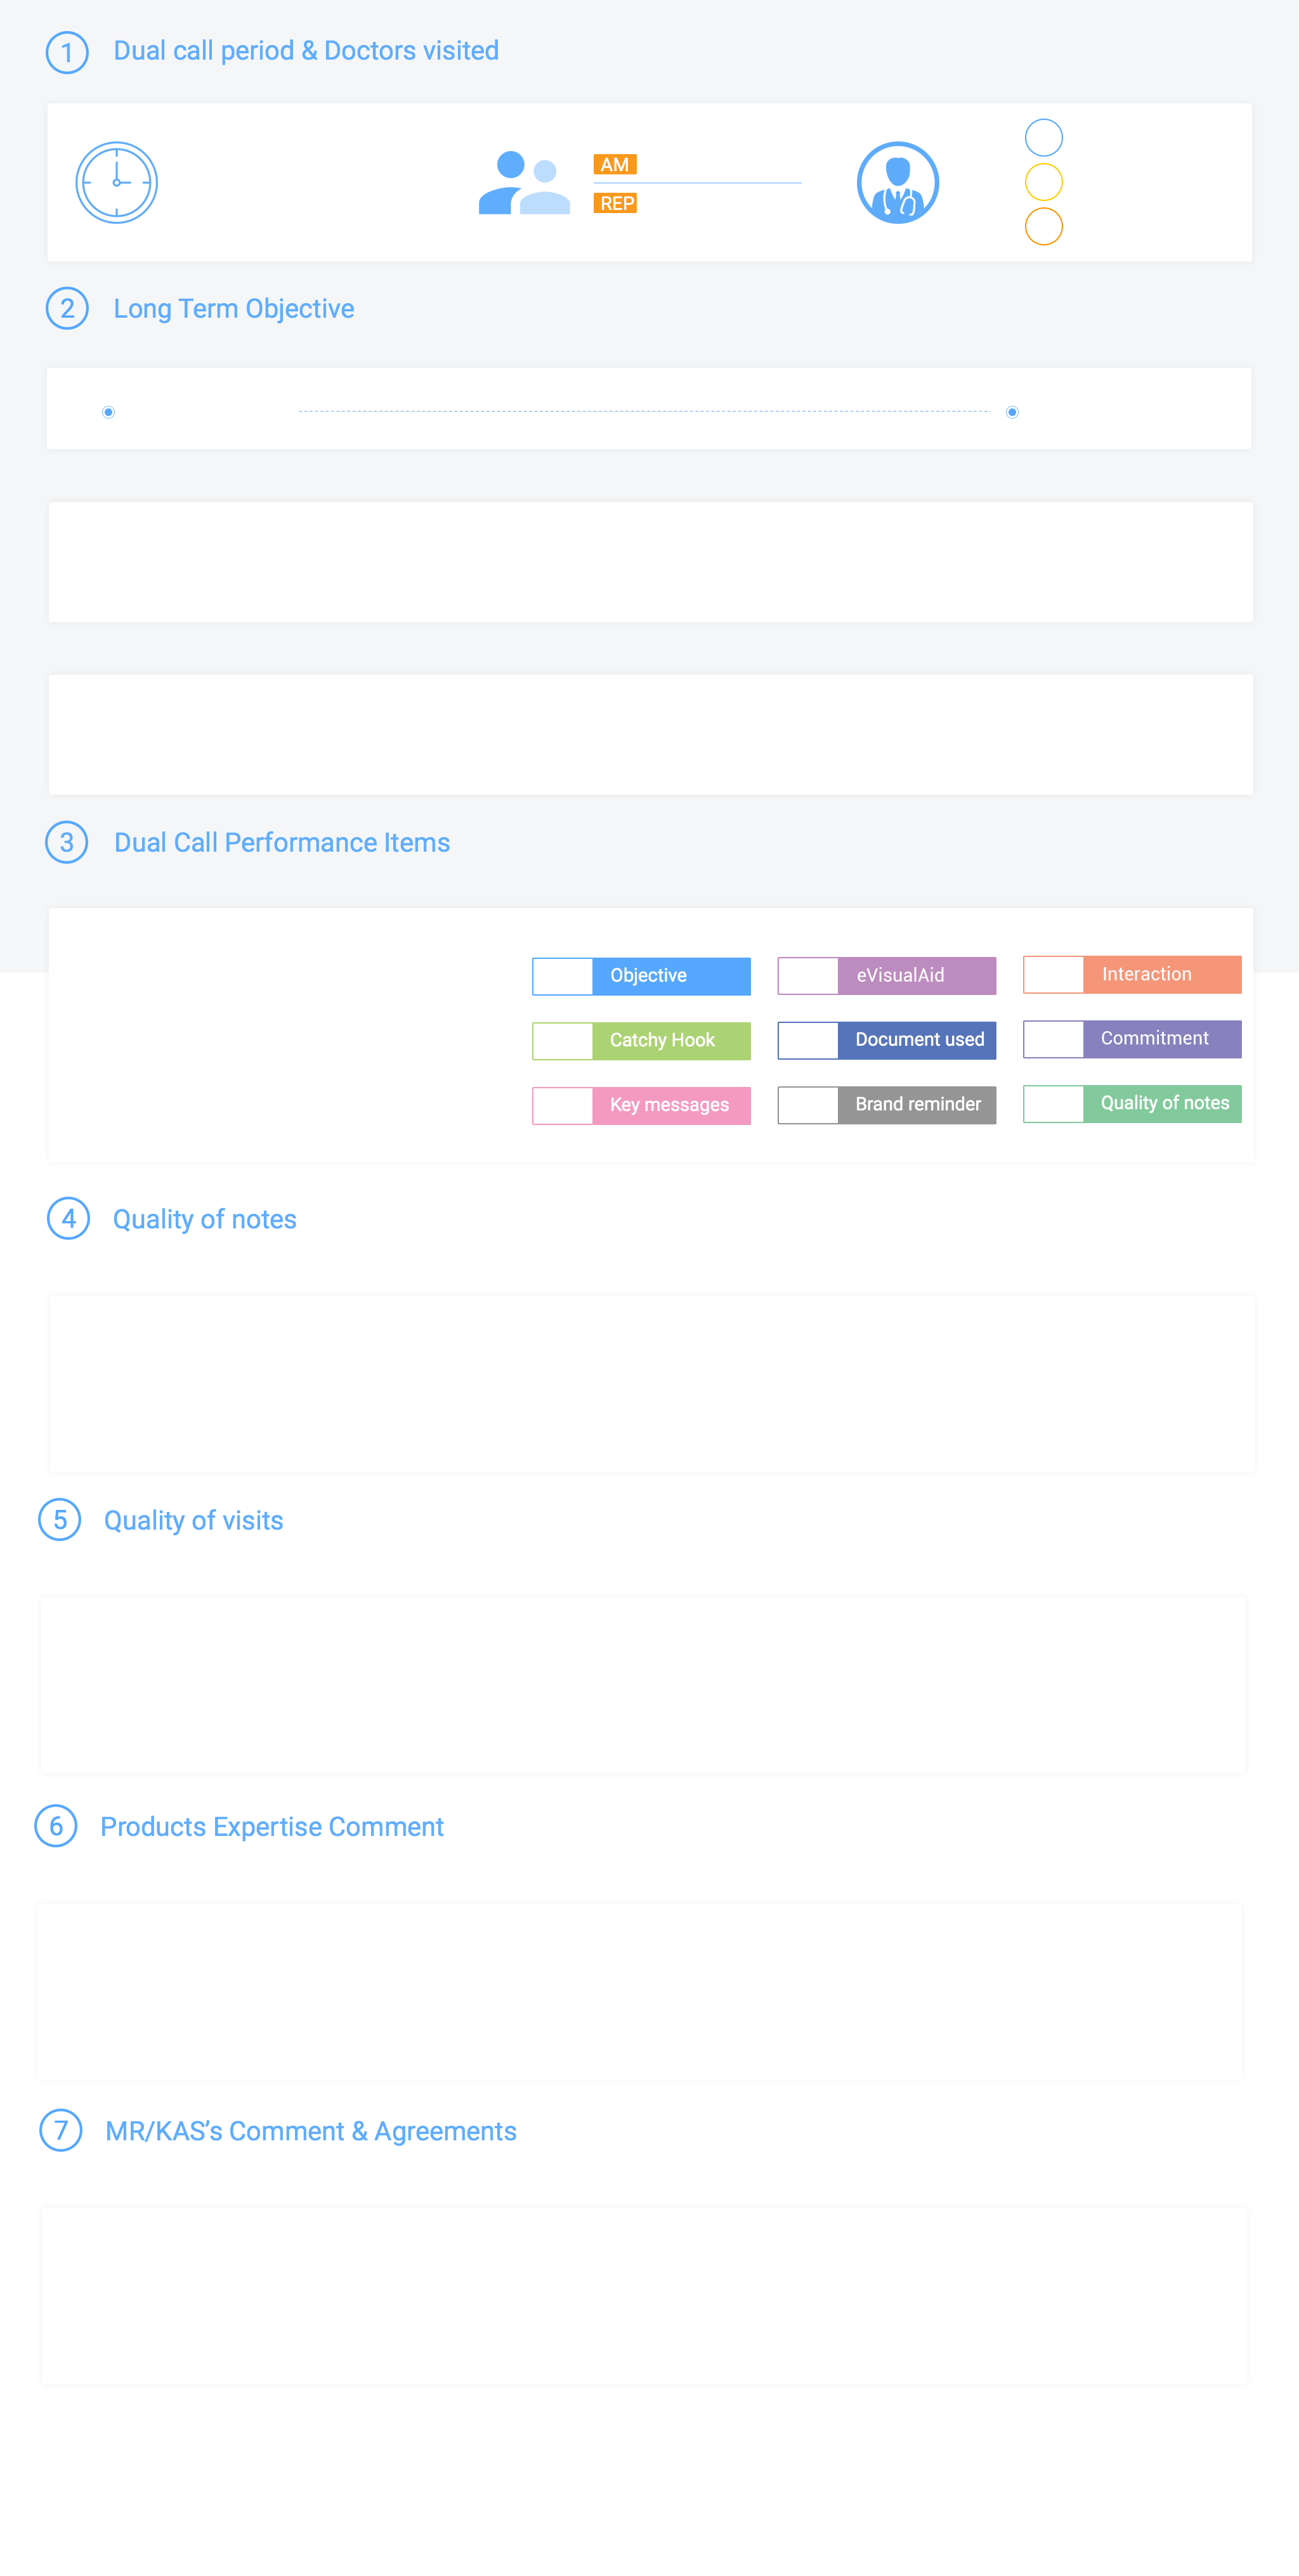 1 Dual call period & Doctors visited
AM
REP
2 Long Term Objective
3 Dual Call Performance Items
Objective eVisualAid Interaction
Catchy Hook Document used Commitment
Key messages Brand reminder Quality of notes
4 Quality of notes
5 Quality of visits
6 Products Expertise Comment
7 MR/KAS’s Comment & Agreements